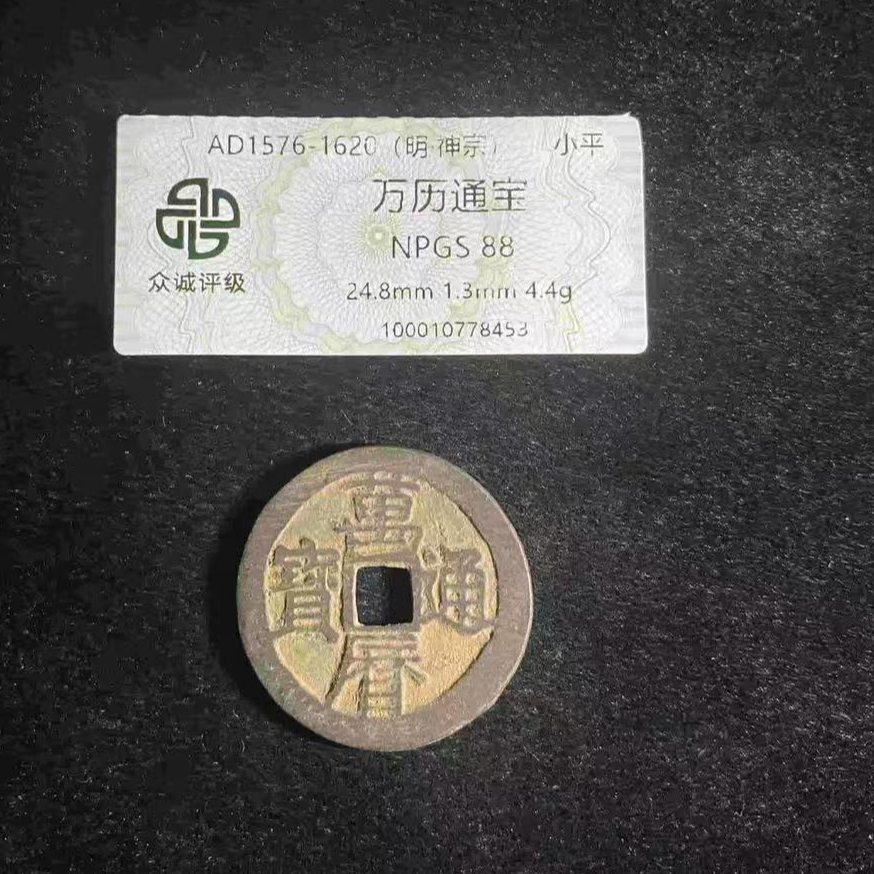 AD1576-1620（明·神宗） 小平
万历通宝
NPGS 88
众诚评级
24.8mm 1.3mm 4.4g
100010778453
萬
寶 通
曆